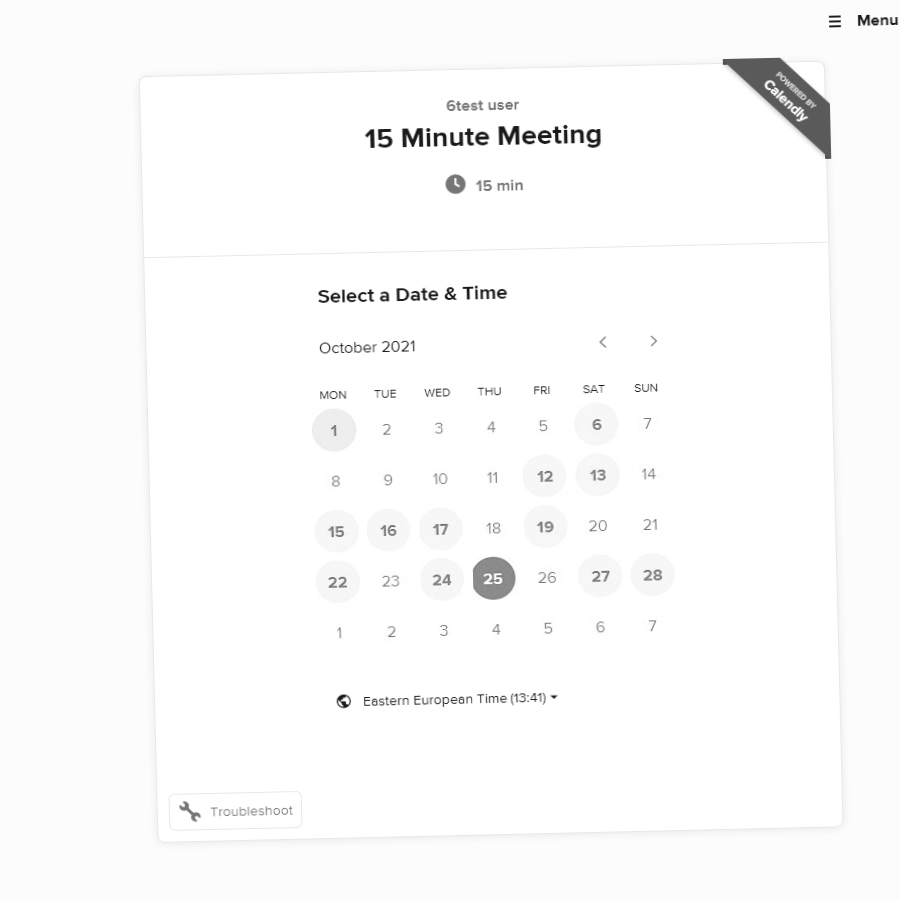 ☰ Menu
POWERED BY
Calendly
6test user
15 Minute Meeting
15 min
Select a Date & Time
October 2021
MON TUE WED THU FRI SAT SUN
1 2 3 4 5 6 7
8 9 10 11 12 13 14
15 16 17 18 19 20 21
22 23 24 25 26 27 28
1 2 3 4 5 6 7
Eastern European Time (13:41)
Troubleshoot